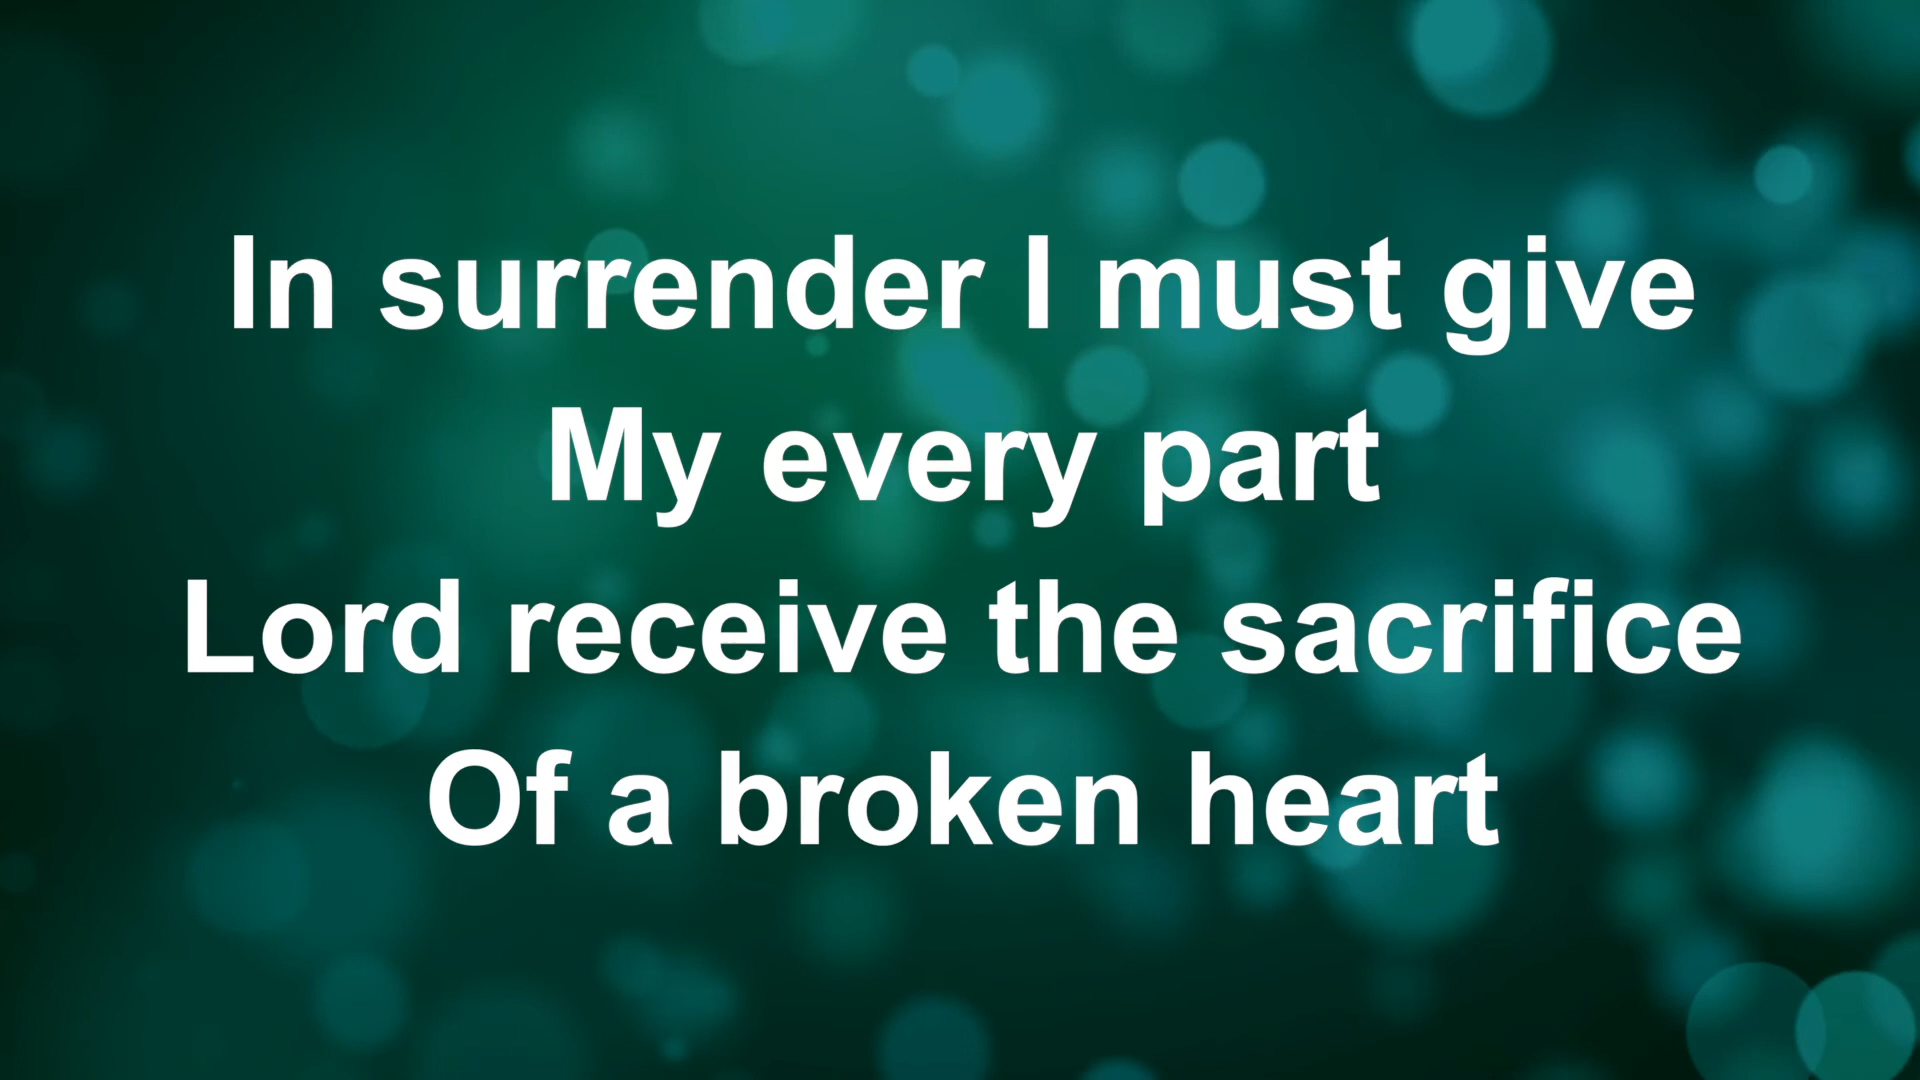 In surrender I must give
My every part
Lord receive the sacrifice
Of a broken heart